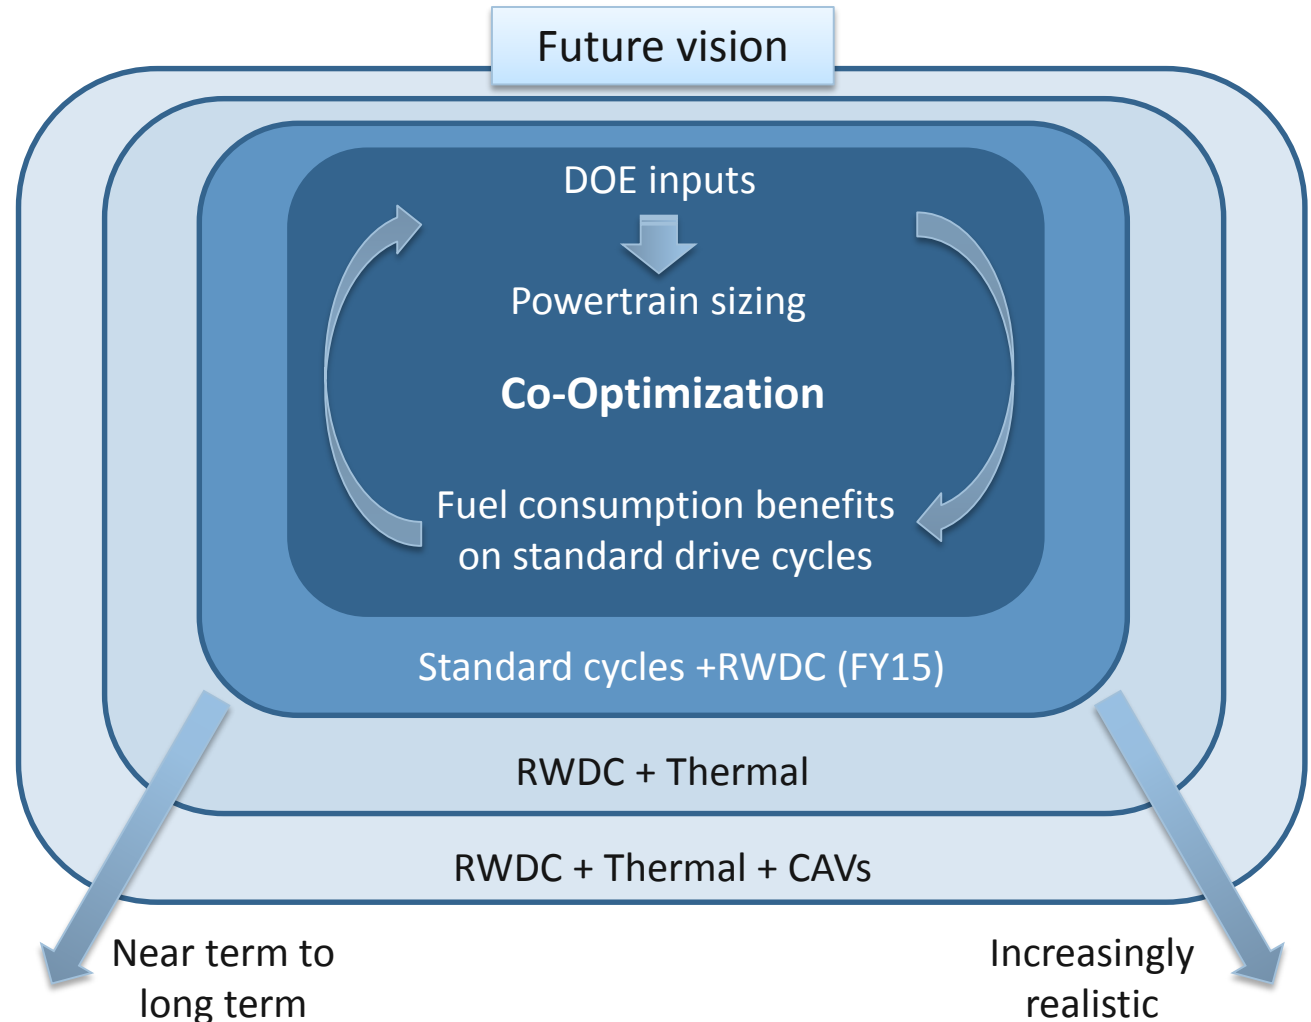 Future vision
DOE inputs
Powertrain sizing
Co-Optimization
Fuel consumption benefits
on standard drive cycles
Standard cycles +RWDC (FY15)
RWDC + Thermal
RWDC + Thermal + CAVs
Near term to
long term
Increasingly
realistic